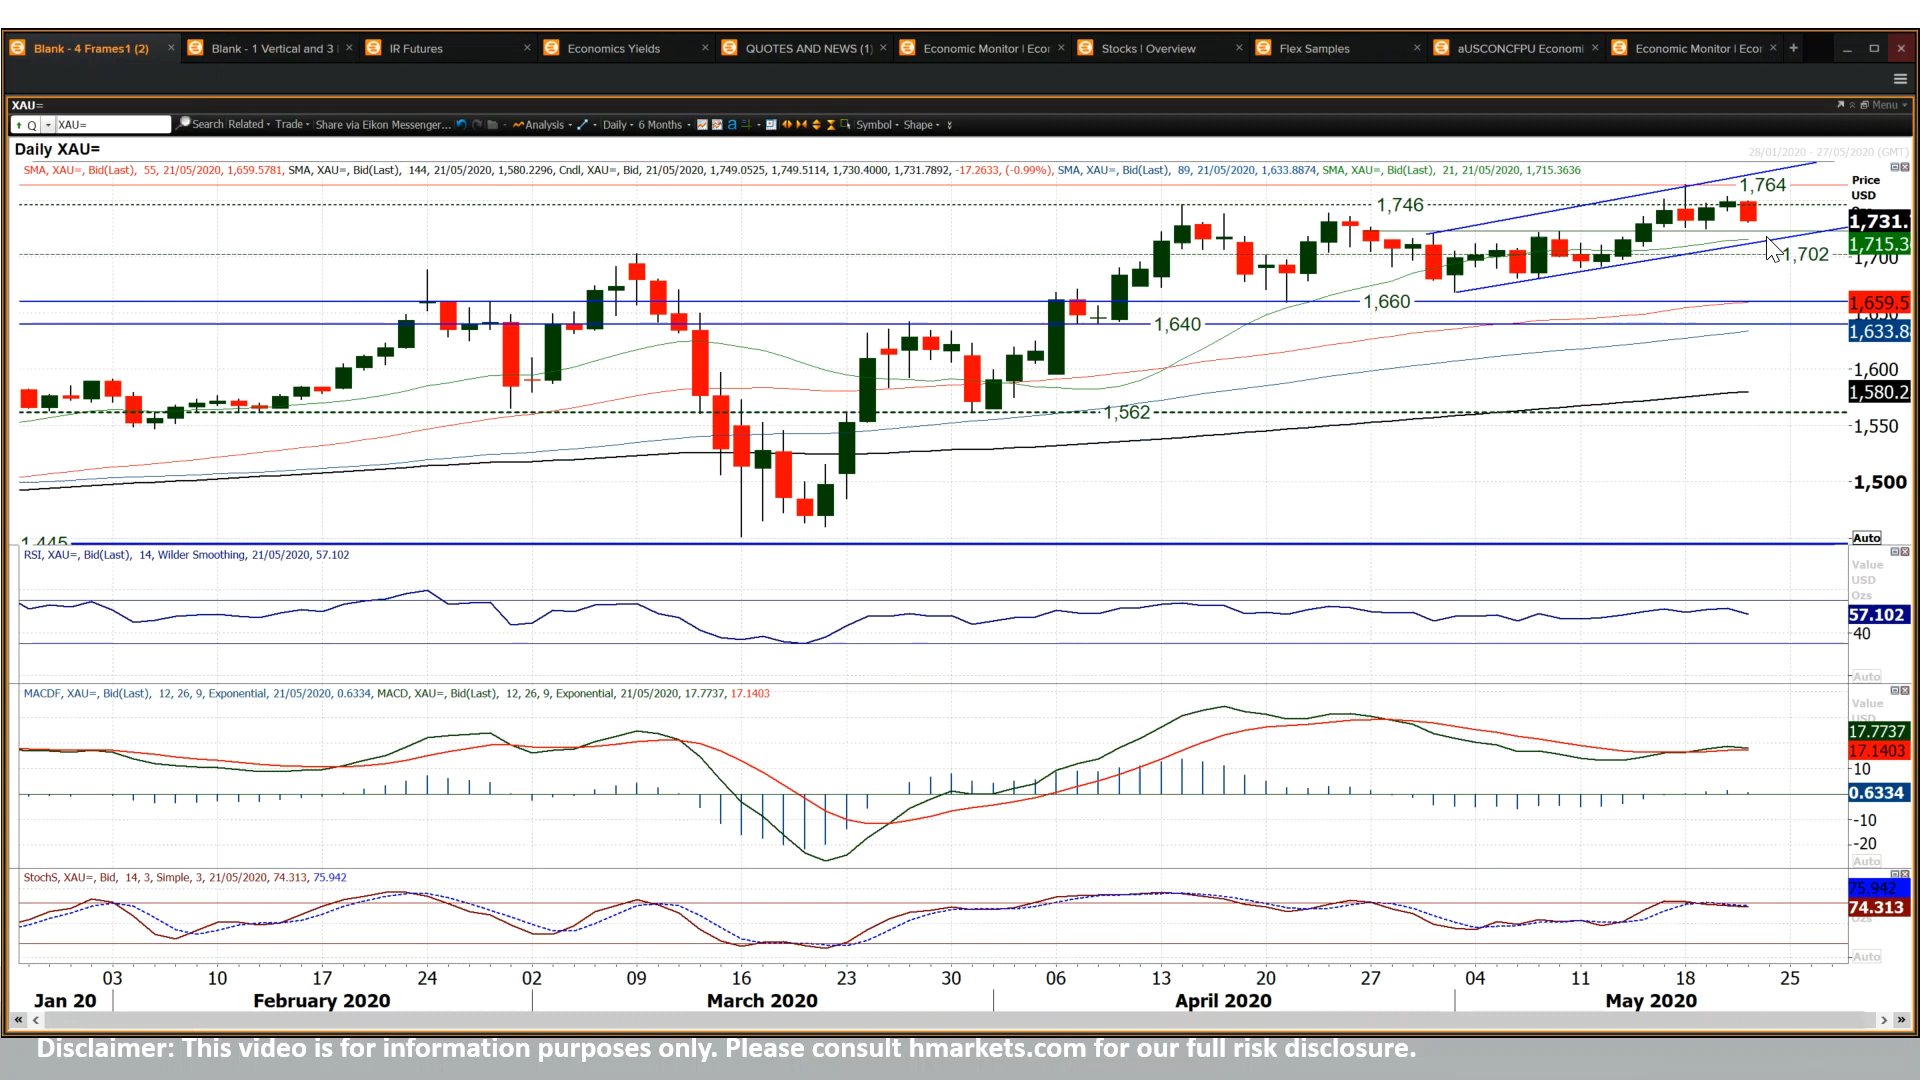 Blank - 4 Frames1 (2) Blank - 1 Vertical and 3 IR Futures Economics Yields QUOTES AND NEWS (1) Economic Monitor | Ecor Stocks | Overview Flex Samples aUSCONCFPU Economi Economic Monitor | Ecor
XAU= Menu
Q XAU= Search Related Trade Share via Eikon Messenger... Analysis Daily 6 Months a Symbol Shape
Daily XAU=
28/01/2020 - 27/05/2020 (GMT)
SMA, XAU=, Bid(Last), 55, 21/05/2020, 1,659.5781, SMA, XAU=, Bid(Last), 144, 21/05/2020, 1,580.2296, Cndl, XAU=, Bid, 21/05/2020, 1,749.0525, 1,749.5114, 1,730.4000, 1,731.7892, -17.2633, (-0.99%), SMA, XAU=, Bid(Last), 89, 21/05/2020, 1,633.8874, SMA, XAU=, Bid(Last), 21, 21/05/2020, 1,715.3636
Price
USD
1,764
1,746
1,731.
1,715.3
1,702
1,700
1,660
1,659.5
1,640
1,633.8
1,600
1,580.2
1,562
1,550
1,500
Auto
1,445
RSI, XAU=, Bid(Last), 14, Wilder Smoothing, 21/05/2020, 57.102
Value
USD
Ozs
57.102
40
Auto
MACDF, XAU=, Bid(Last), 12, 26, 9, Exponential, 21/05/2020, 0.6334, MACD, XAU=, Bid(Last), 12, 26, 9, Exponential, 21/05/2020, 17.7737, 17.1403
Value
USD
17.7737
17.1403
10
0.6334
-10
-20
Auto
StochS, XAU=, Bid, 14, 3, Simple, 3, 21/05/2020, 74.313, 75.942
75.942
74.313
Auto
03 10 17 24 02 09 16 23 30 06 13 20 27 04 11 18 25
Jan 20 February 2020 March 2020 April 2020 May 2020
Disclaimer: This video is for information purposes only. Please consult hmarkets.com for our full risk disclosure.